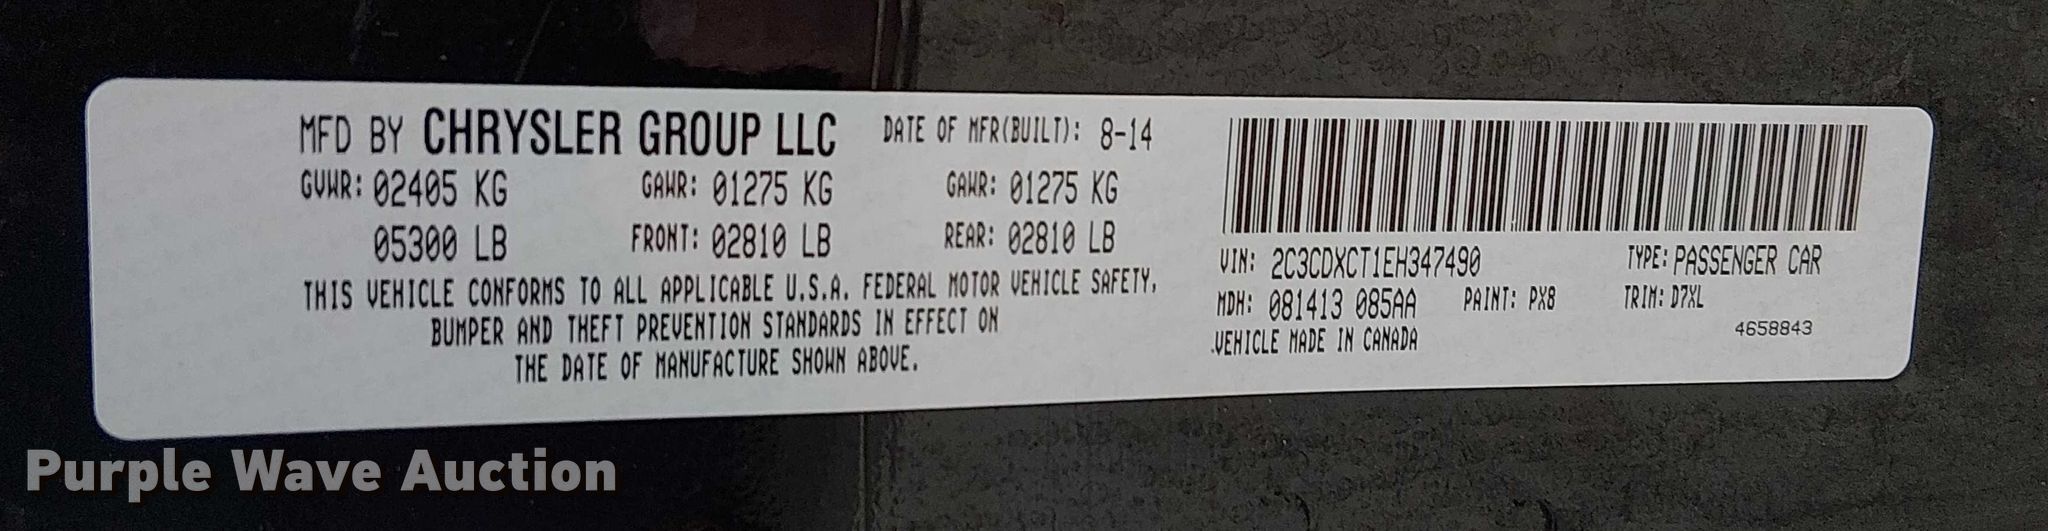 MFD BY CHRYSLER GROUP LLC DATE OF MFR(BUILT): 8-14
GVWR: 02405 KG GAWR: 01275 KG GAWR: 01275 KG
05300 LB FRONT: 02810 LB REAR: 02810 LB
THIS VEHICLE CONFORMS TO ALL APPLICABLE U.S.A. FEDERAL MOTOR VEHICLE SAFETY,
BUMPER AND THEFT PREVENTION STANDARDS IN EFFECT ON
THE DATE OF MANUFACTURE SHOWN ABOVE.
VIN: 2C3CDXCT1EH347490 TYPE: PASSENGER CAR
MDH: 081413 085AA PAINT: PX8 TRIM: D7XL
VEHICLE MADE IN CANADA
4658843
Purple Wave Auction